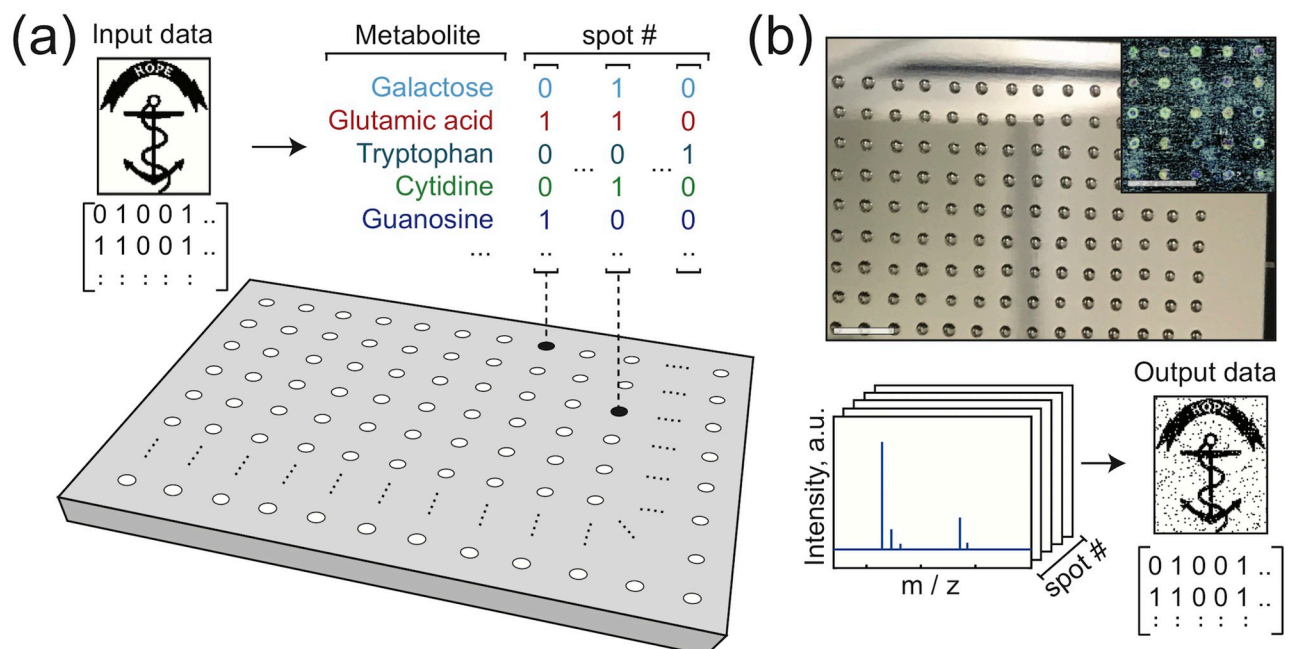 (a)
Input data
HOPE
0 1 0 0 1 ..
1 1 0 0 1 ..
: : : : :
Metabolite spot #
Galactose 0 1 0
Glutamic acid 1 1 0
Tryptophan 0 ... 0 ... 1
Cytidine 0 1 0
Guanosine 1 0 0
... .. .. ..
(b)
Intensity, a.u.
m / z
spot #
Output data
HOPE
0 1 0 0 1 ..
1 1 0 0 1 ..
: : : : :